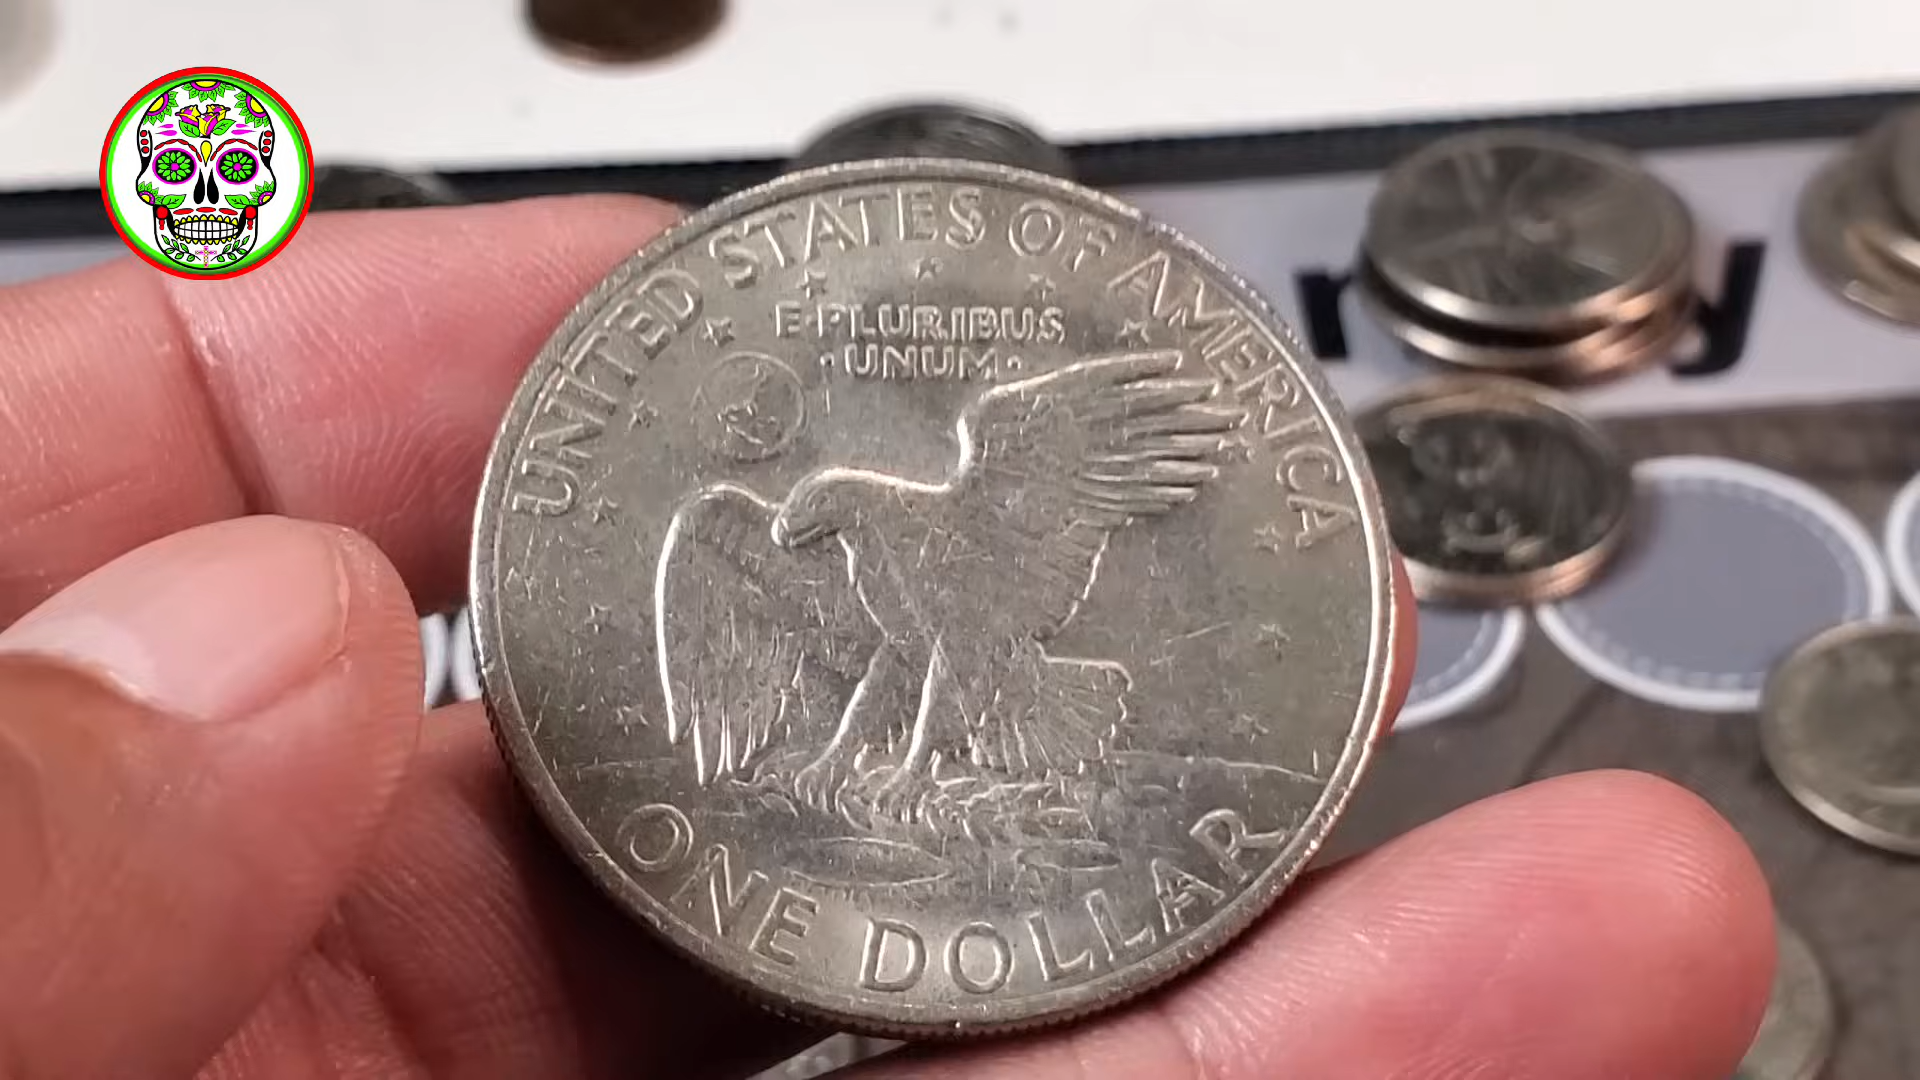 UNITED STATES OF AMERICA
E PLURIBUS
·UNUM·
ONE DOLLAR